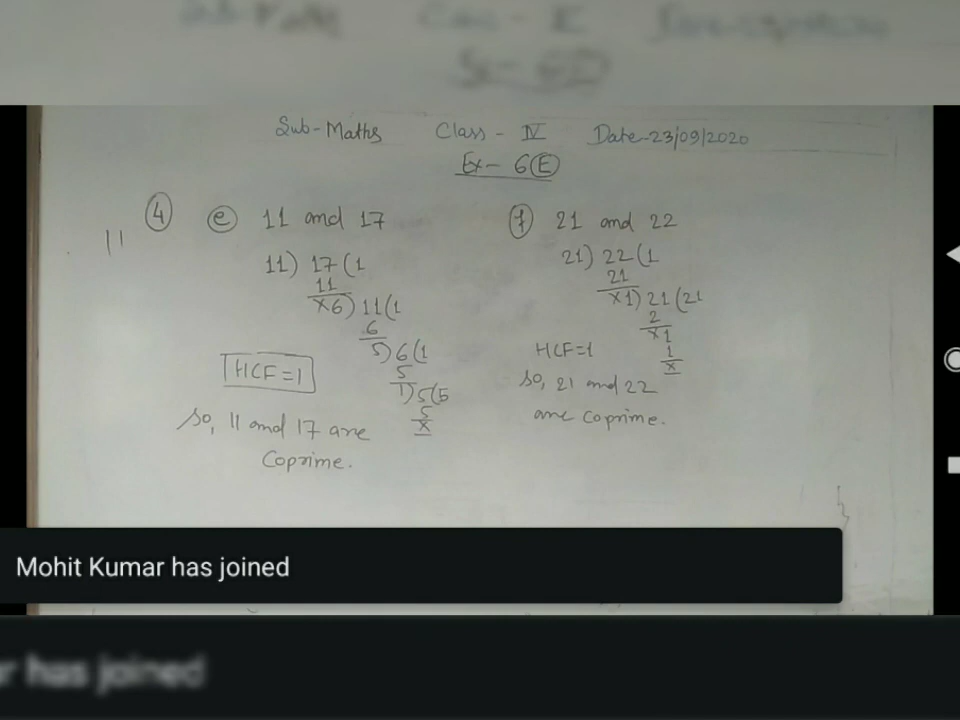 Sub-Maths Class - IV Date-23/09/2020
Ex- 6(E)
11
4 e 11 and 17
11) 17 (1
11
x6) 11 (1
6
5) 6 (1
5
1) 5 (5
5
x
HCF=1
So, 11 and 17 are
Coprime.
f 21 and 22
21) 22 (1
21
x1) 21 (21
2
x1
1
x
HCF=1
So, 21 and 22
are Coprime.
Mohit Kumar has joined
has joined